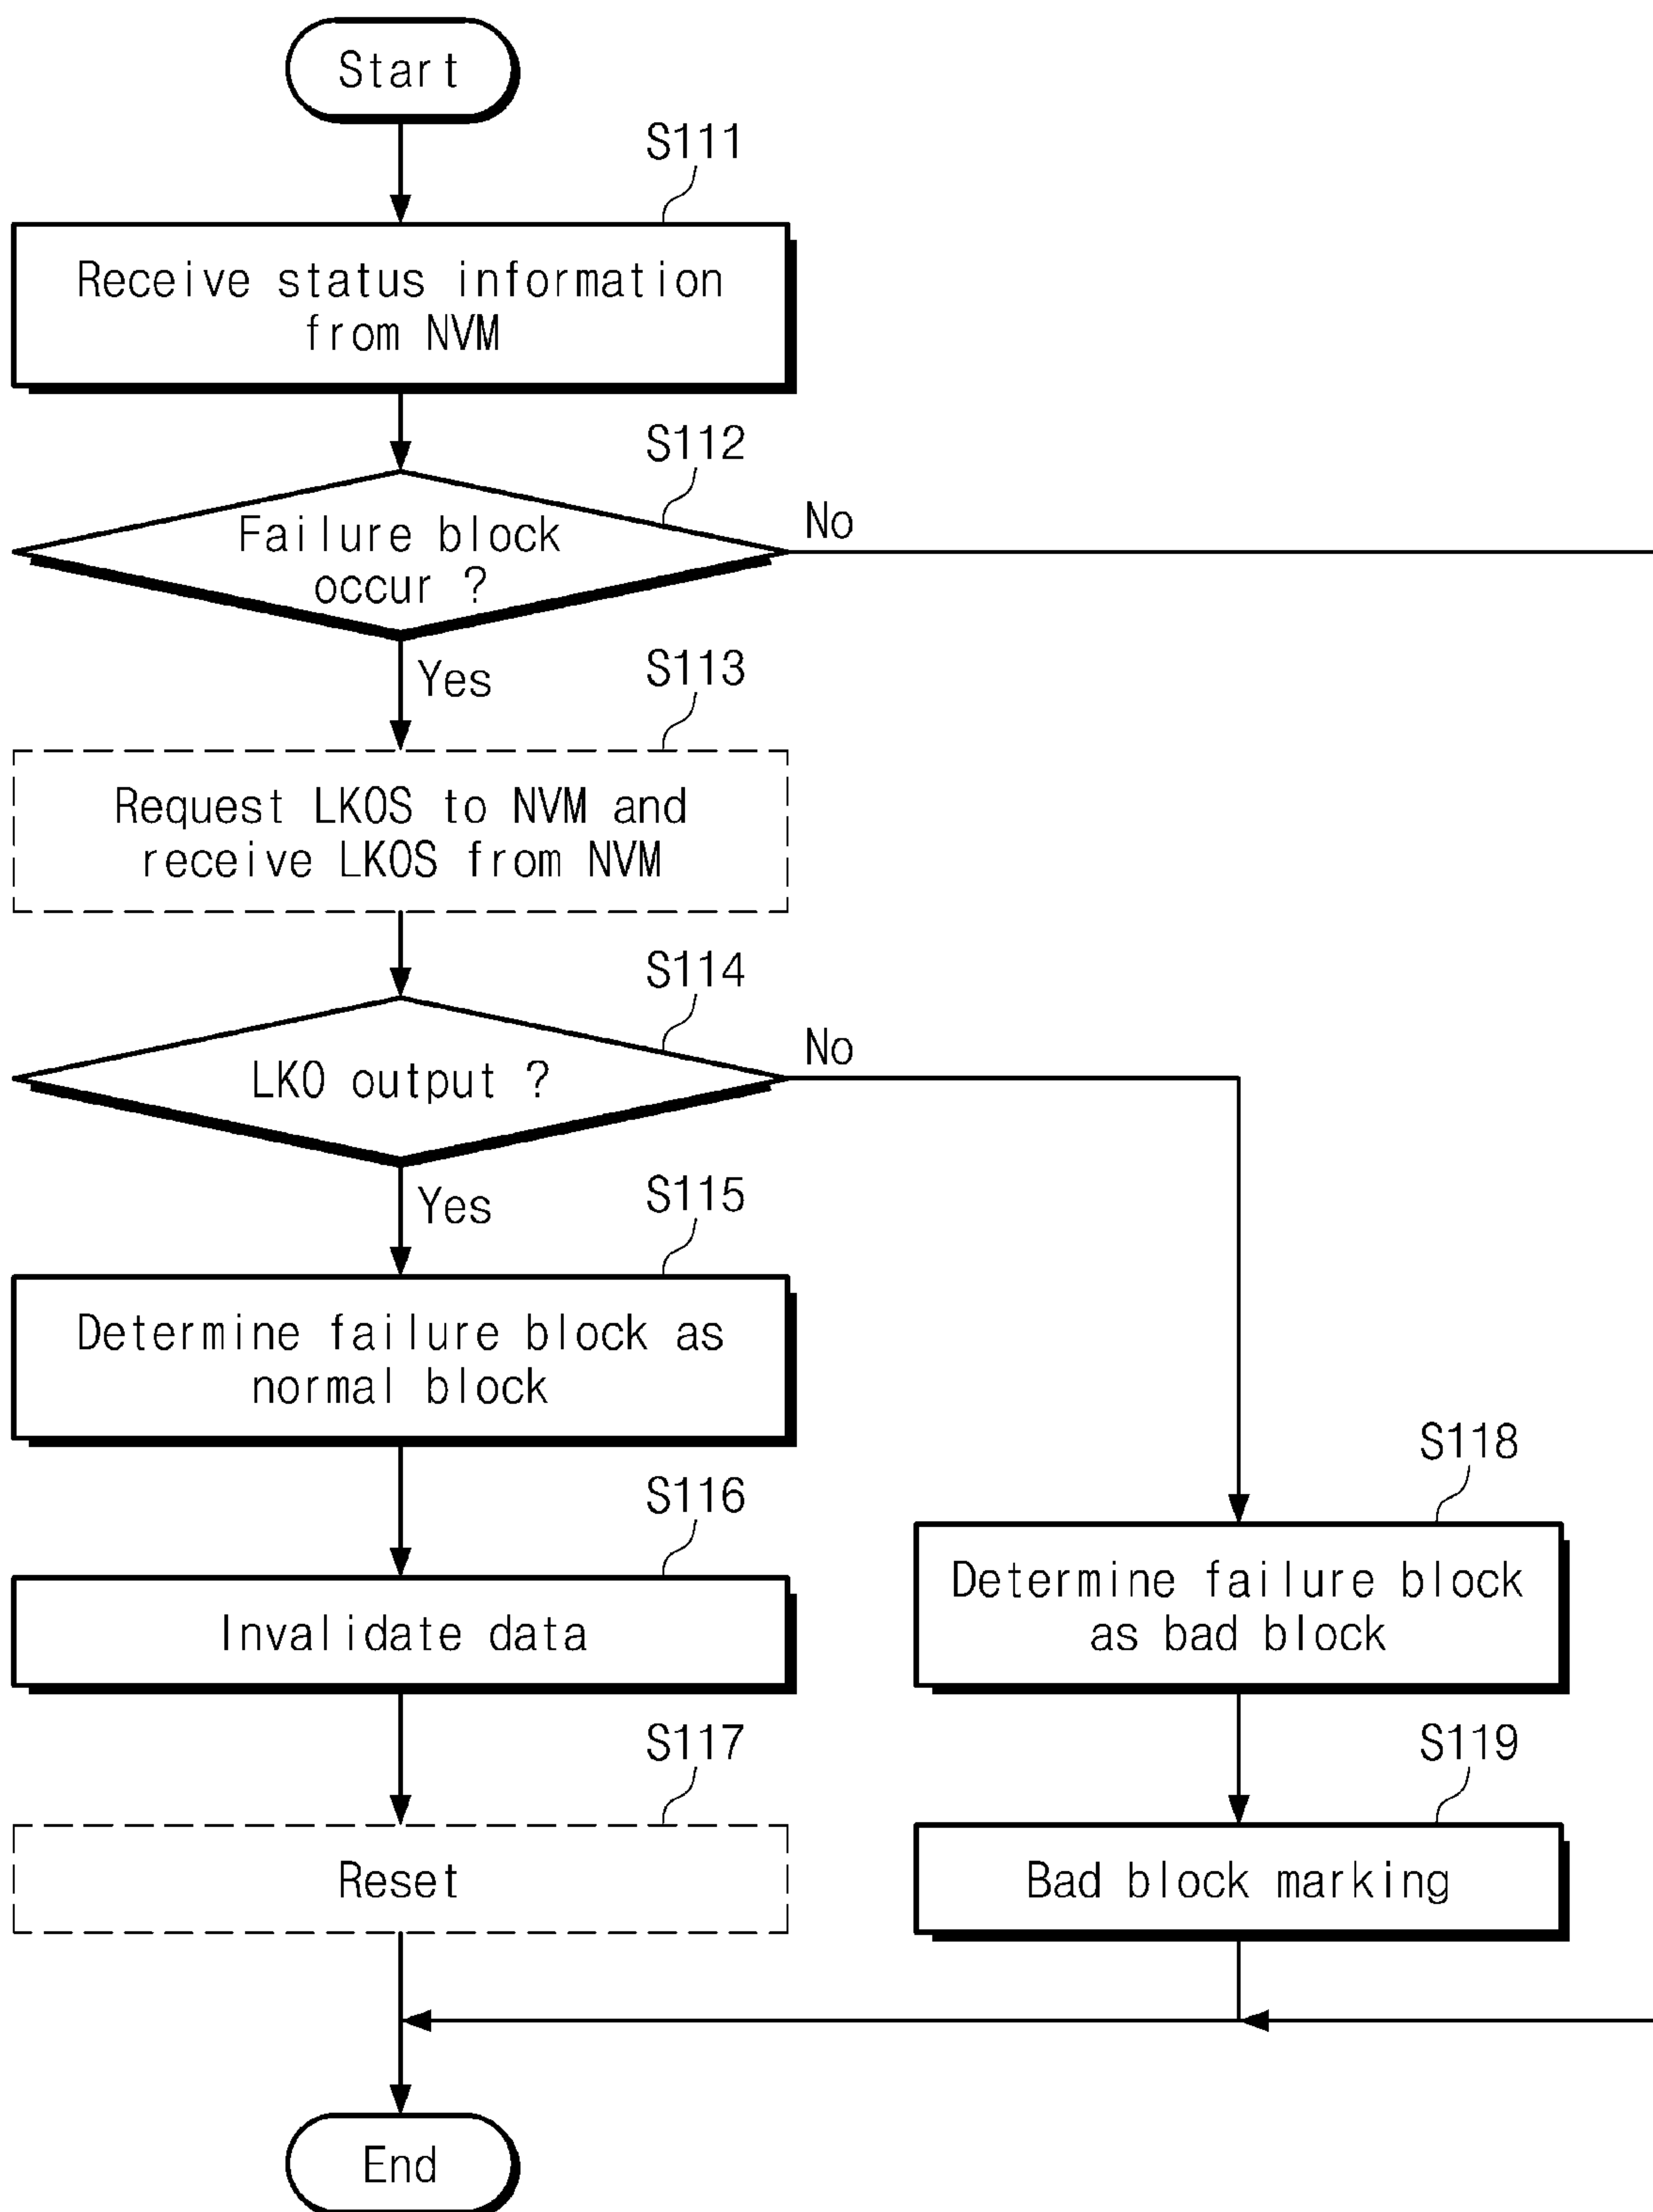 Start
S111
Receive status information
from NVM
S112
Failure block
occur ?
No
Yes
S113
Request LKOS to NVM and
receive LKOS from NVM
S114
LKO output ?
No
Yes
S115
Determine failure block as
normal block
S116
Invalidate data
S117
Reset
S118
Determine failure block
as bad block
S119
Bad block marking
End